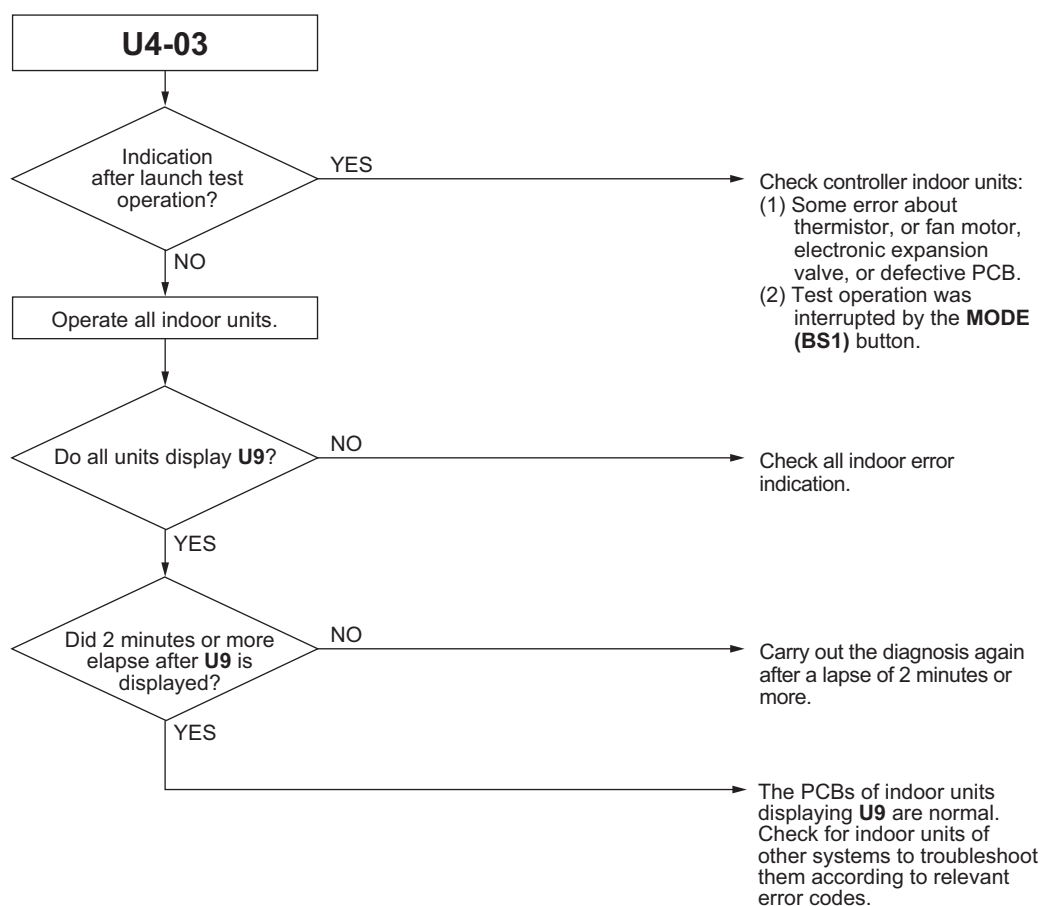 U4-03
Indication
after launch test
operation?
YES
Check controller indoor units:
(1) Some error about
thermistor, or fan motor,
electronic expansion
valve, or defective PCB.
(2) Test operation was
interrupted by the MODE
(BS1) button.
NO
Operate all indoor units.
Do all units display U9?
NO
Check all indoor error
indication.
YES
Did 2 minutes or more
elapse after U9 is
displayed?
NO
Carry out the diagnosis again
after a lapse of 2 minutes or
more.
YES
The PCBs of indoor units
displaying U9 are normal.
Check for indoor units of
other systems to troubleshoot
them according to relevant
error codes.